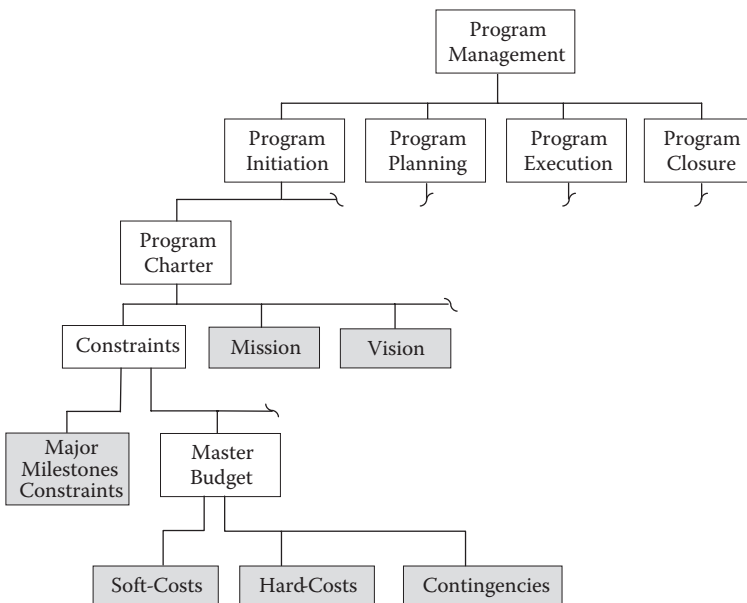 Program
Management
Program
Initiation
Program
Planning
Program
Execution
Program
Closure
Program
Charter
Constraints
Mission
Vision
Major
Milestones
Constraints
Master
Budget
Soft-Costs
Hard-Costs
Contingencies